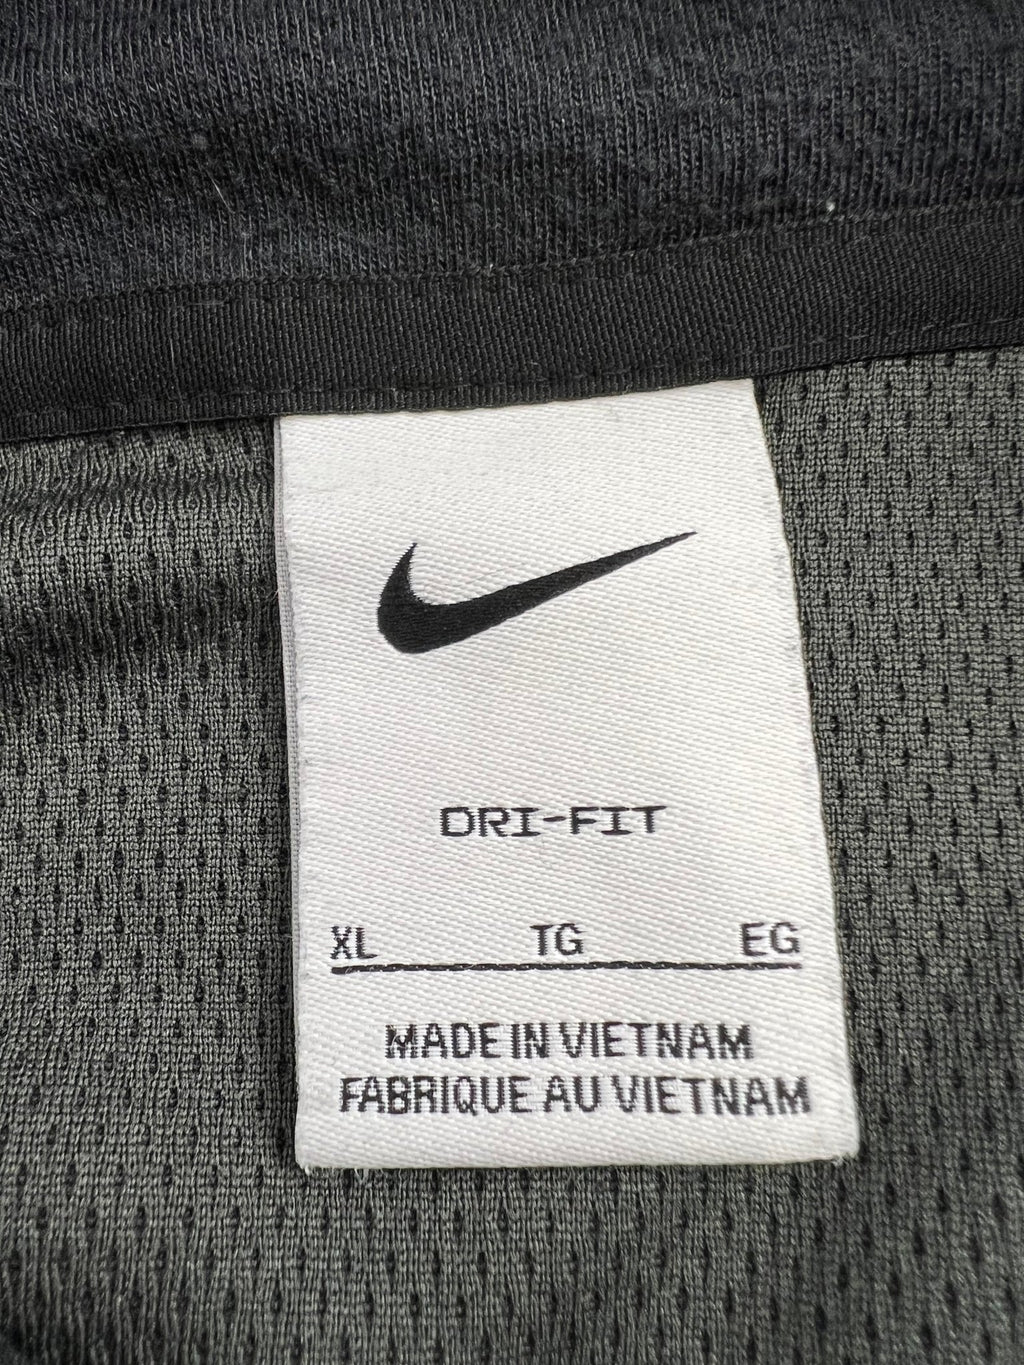 DRI-FIT
XL TG EG
MADE IN VIETNAM
FABRIQUE AU VIETNAM